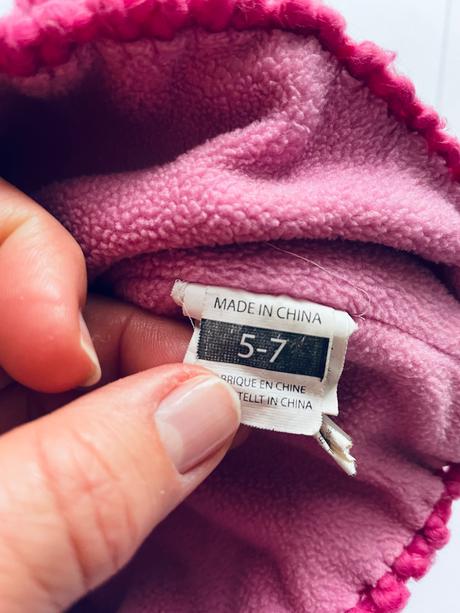 MADE IN CHINA
5-7
BRIQUE EN CHINE
TELLT IN CHINA